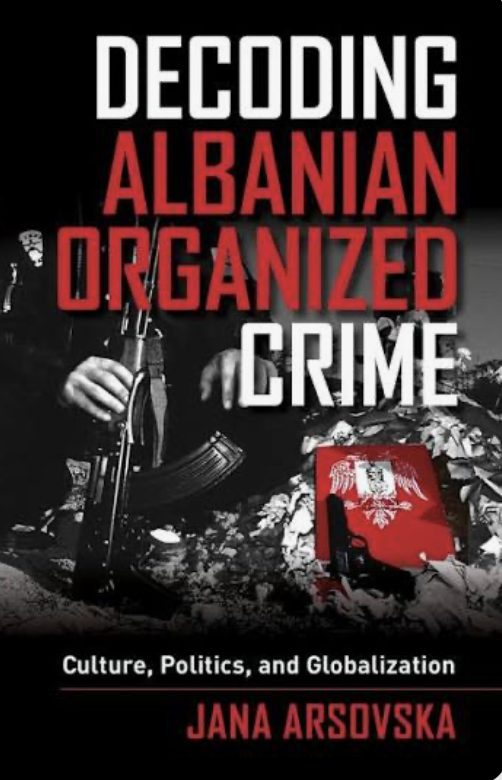 DECODING
ALBANIAN
ORGANIZED
CRIME
Culture, Politics, and Globalization
JANA ARSOVSKA